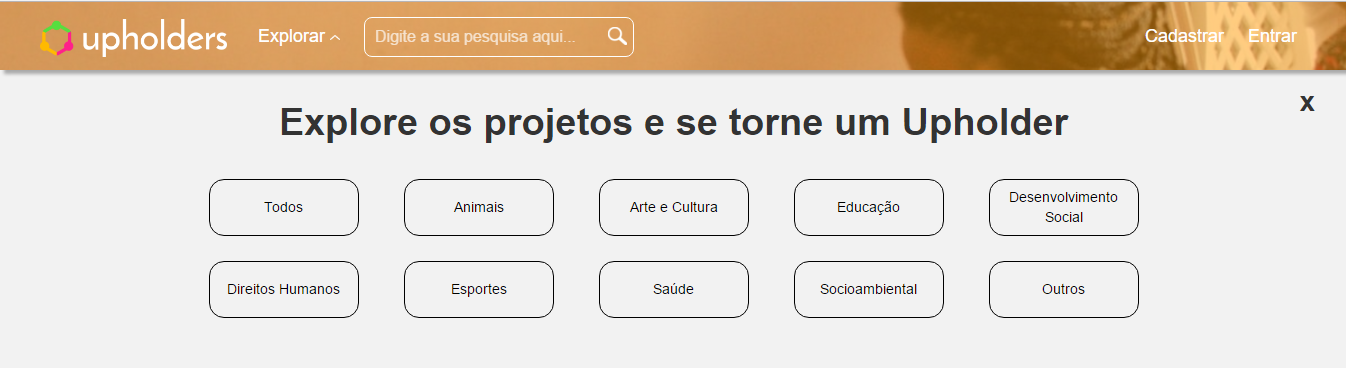 upholders Explorar Digite a sua pesquisa aqui... Cadastrar Entrar
X
Explore os projetos e se torne um Upholder
Todos Animais Arte e Cultura Educação Desenvolvimento
Social
Direitos Humanos Esportes Saúde Socioambiental Outros